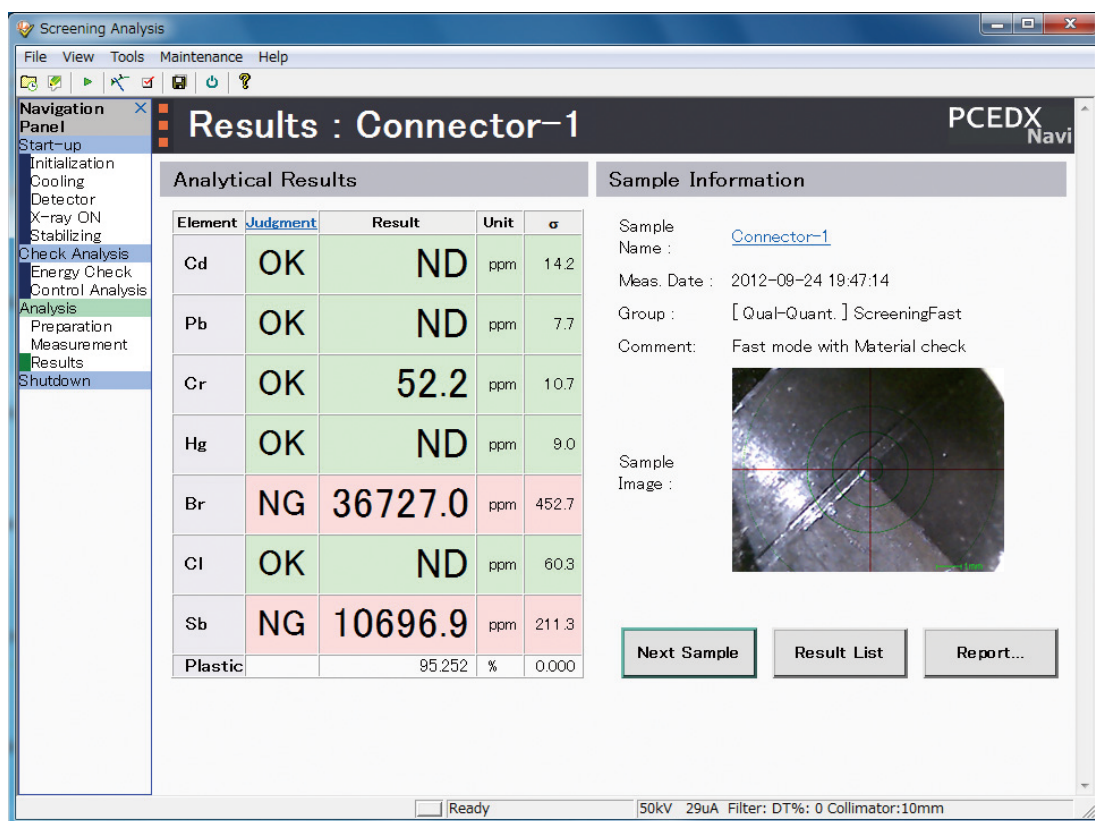 Screening Analysis
File View Tools Maintenance Help
Navigation Panel
Start-up
Initialization
Cooling
Detector
X-ray ON
Stabilizing
Check Analysis
Energy Check
Control Analysis
Analysis
Preparation
Measurement
Results
Shutdown
Results : Connector-1
PCEDX
Navi
Analytical Results
Element Judgment Result Unit σ
Cd OK ND ppm 14.2
Pb OK ND ppm 7.7
Cr OK 52.2 ppm 10.7
Hg OK ND ppm 9.0
Br NG 36727.0 ppm 452.7
Cl OK ND ppm 60.3
Sb NG 10696.9 ppm 211.3
Plastic 95.252 % 0.000
Sample Information
Sample Name : Connector-1
Meas. Date : 2012-09-24 19:47:14
Group : [ Qual-Quant. ] ScreeningFast
Comment: Fast mode with Material check
Sample Image :
1mm
Next Sample Result List Report...
Ready 50kV 29uA Filter: DT%: 0 Collimator:10mm